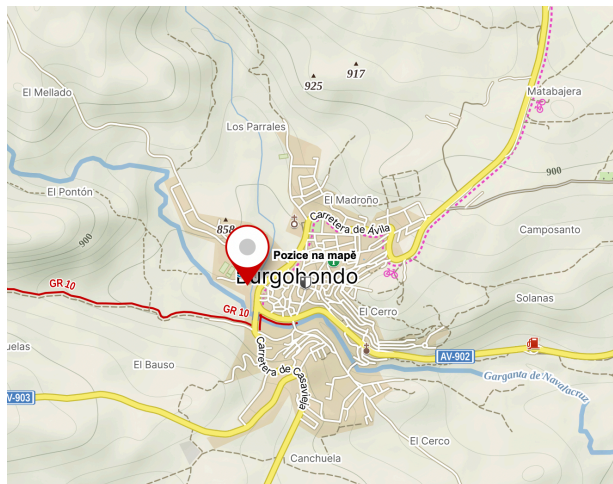 917
925
El Mellado
Matabajera
Los Parrales
900
El Pontón
El Madroño
Carretera de Ávila
858
Camposanto
900
Pozice na mapě
1
Burgohondo
GR 10
Solanas
GR 10
El Cerro
uelas
El Bauso
Carretera de Casavieja
AV-902
Garganta de Navalacruz
AV-903
El Cerco
Canchuela